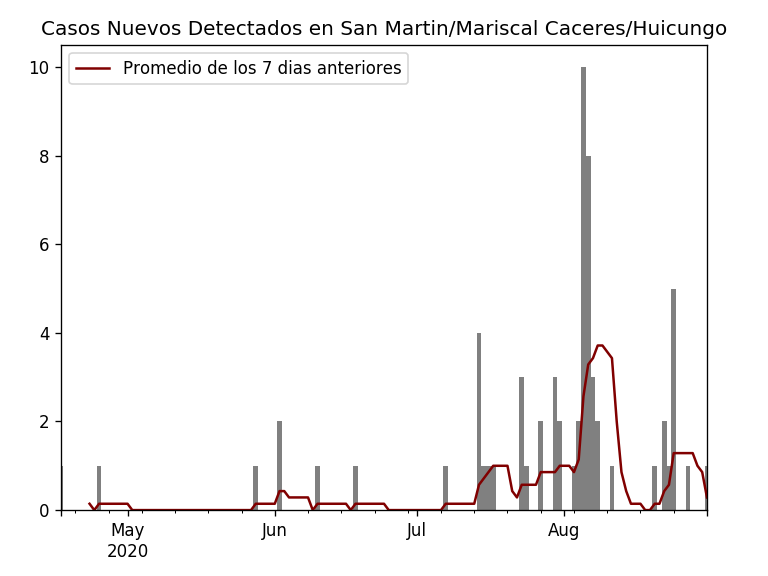 Casos Nuevos Detectados en San Martin/Mariscal Caceres/Huicungo
Promedio de los 7 dias anteriores
10
8
6
4
2
0
May Jun Jul Aug
2020